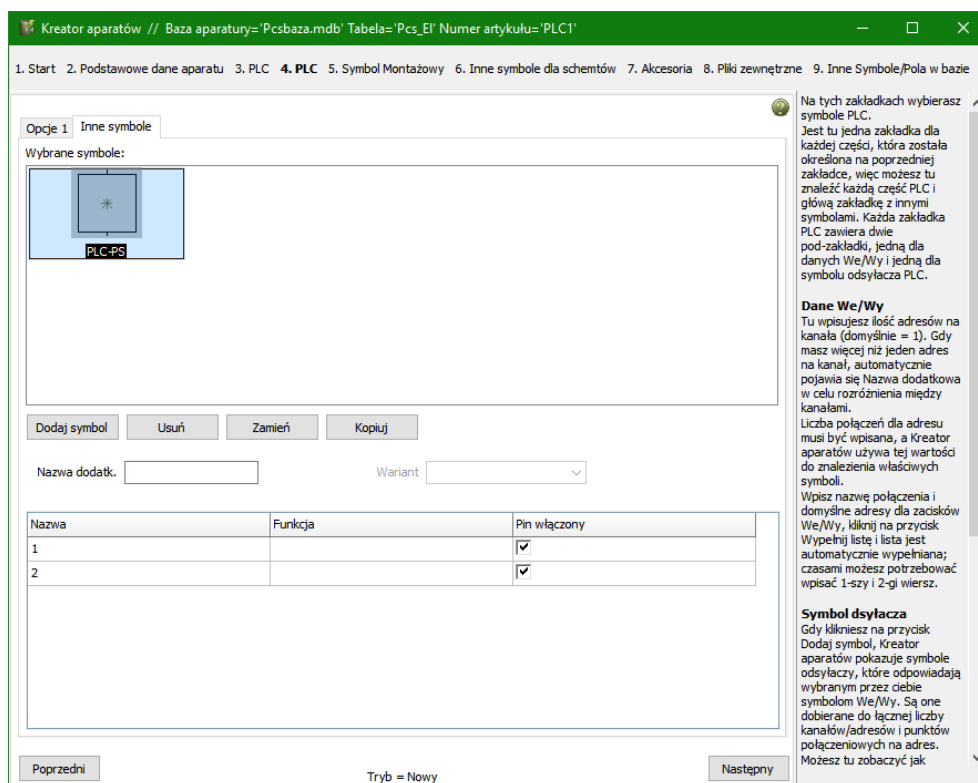 Kreator aparatów // Baza aparatury='Pcsbaza.mdb' Tabela='Pcs_El' Numer artykułu='PLC1'
1. Start 2. Podstawowe dane aparatu 3. PLC 4. PLC 5. Symbol Montażowy 6. Inne symbole dla schemtów 7. Akcesoria 8. Pliki zewnętrzne 9. Inne Symbole/Pola w bazie
Opcje 1 Inne symbole
Wybrane symbole:
PLC-PS
Dodaj symbol Usuń Zamień Kopiuj
Nazwa dodatk. Wariant
Nazwa Funkcja Pin włączony
1
2
Poprzedni Tryb = Nowy Następny
Na tych zakładkach wybierasz
symbole PLC.
Jest tu jedna zakładka dla
każdej części, która została
określona na poprzedniej
zakładce, więc możesz tu
znaleźć każdą część PLC i
głową zakładkę z innymi
symbolami. Każda zakładka
PLC zawiera dwie
pod-zakładki, jedną dla
danych We/Wy i jedną dla
symbolu odsyłacza PLC.
Dane We/Wy
Tu wpisujesz ilość adresów na
kanała (domyślnie = 1). Gdy
masz więcej niż jeden adres
na kanał, automatycznie
pojawia się Nazwa dodatkowa
w celu rozróżnienia między
kanałami.
Liczba połączeń dla adresu
musi być wpisana, a Kreator
aparatów używa tej wartości
do znalezienia właściwych
symboli.
Wpisz nazwę połączenia i
domyślne adresy dla zacisków
We/Wy, kliknij na przycisk
Wypełnij listę i lista jest
automatycznie wypełniana;
czasami możesz potrzebować
wpisać 1-szy i 2-gi wiersz.
Symbol dsyłacza
Gdy klikniesz na przycisk
Dodaj symbol, Kreator
aparatów pokazuje symbole
odsyłaczy, które odpowiadają
wybranym przez ciebie
symbolom We/Wy. Są one
dobierane do łącznej liczby
kanałów/adresów i punktów
połączeniowych na adres.
Możesz tu zobaczyć jak